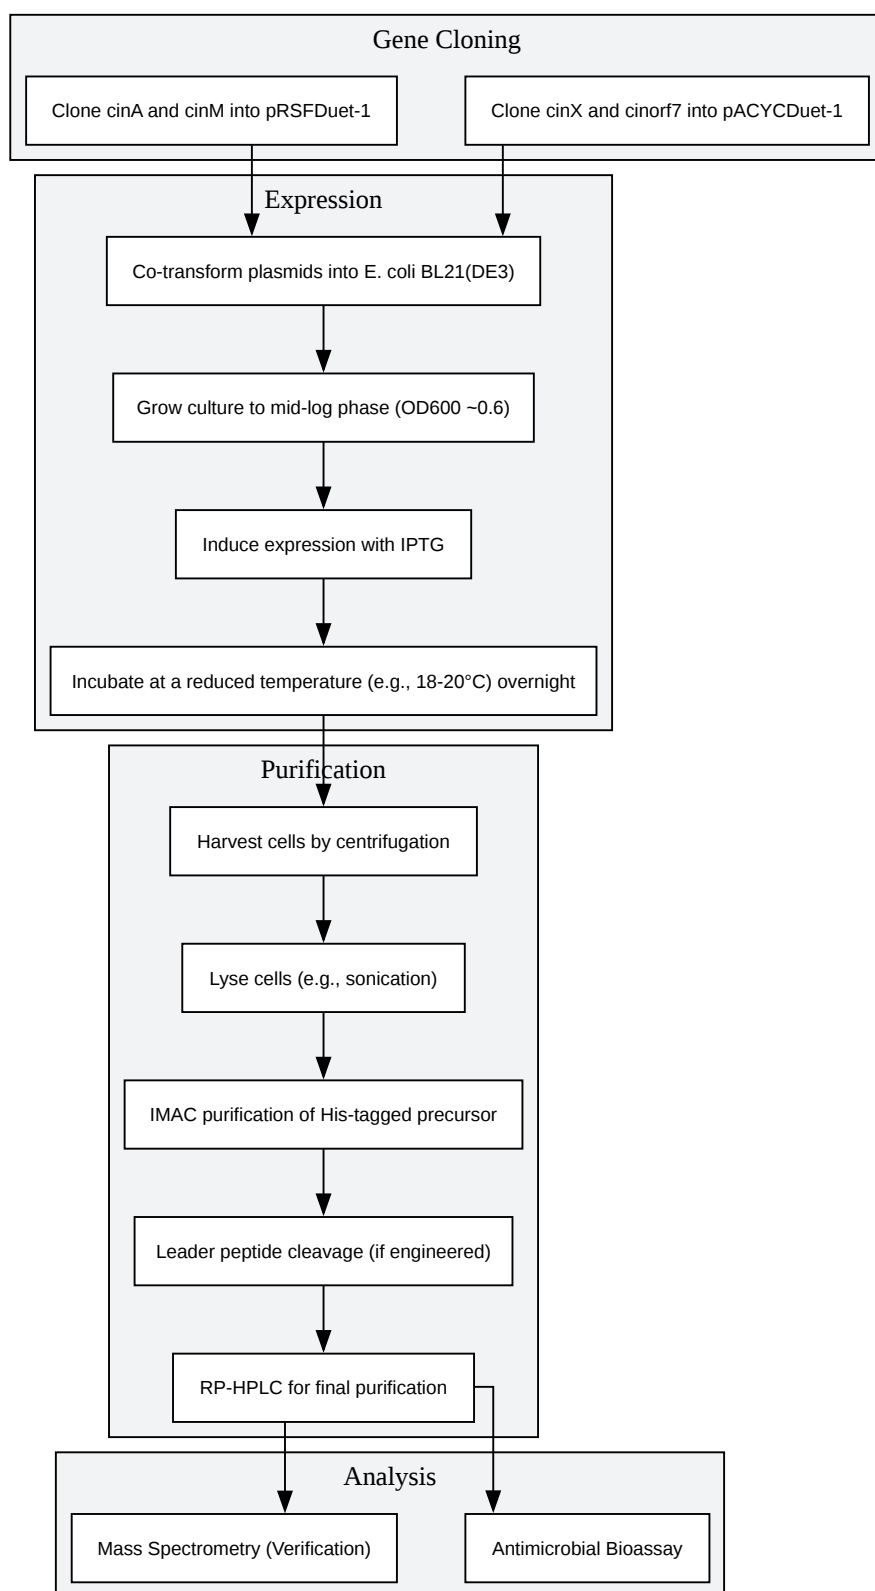 Gene Cloning
Clone cinA and cinM into pRSFDuet-1
Clone cinX and cinorf7 into pACYCDuet-1
Expression
Co-transform plasmids into E. coli BL21(DE3)
Grow culture to mid-log phase (OD600 ~0.6)
Induce expression with IPTG
Incubate at a reduced temperature (e.g., 18-20°C) overnight
Purification
Harvest cells by centrifugation
Lyse cells (e.g., sonication)
IMAC purification of His-tagged precursor
Leader peptide cleavage (if engineered)
RP-HPLC for final purification
Analysis
Mass Spectrometry (Verification)
Antimicrobial Bioassay